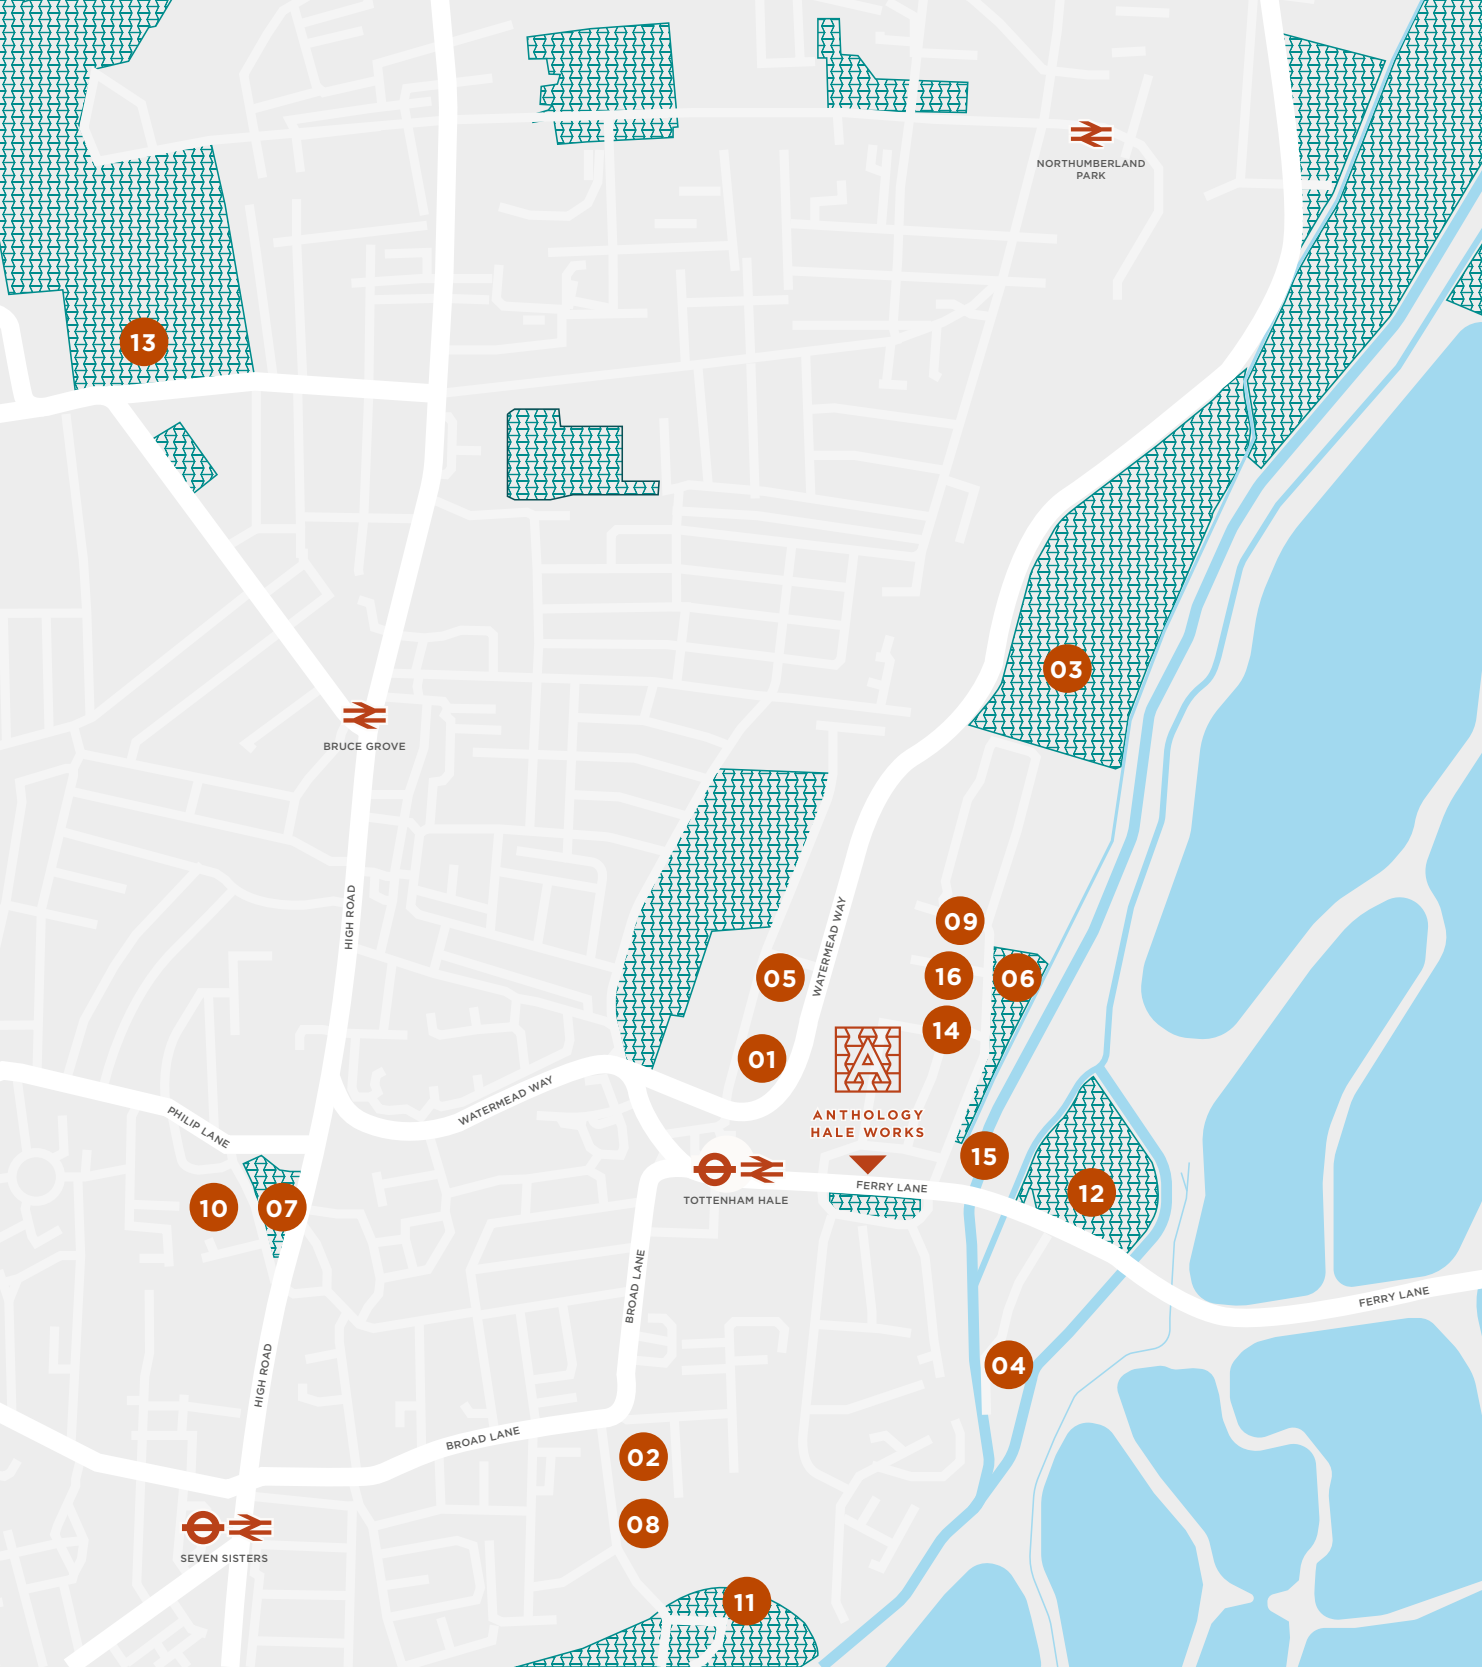 NORTHUMBERLAND
PARK
13
03
BRUCE GROVE
HIGH ROAD
WATERMEAD WAY
09
05
16
06
14
01
ANTHOLOGY
HALE WORKS
WATERMEAD WAY
PHILIP LANE
15
TOTTENHAM HALE
FERRY LANE
12
10
07
BROAD LANE
FERRY LANE
HIGH ROAD
04
BROAD LANE
02
08
SEVEN SISTERS
11